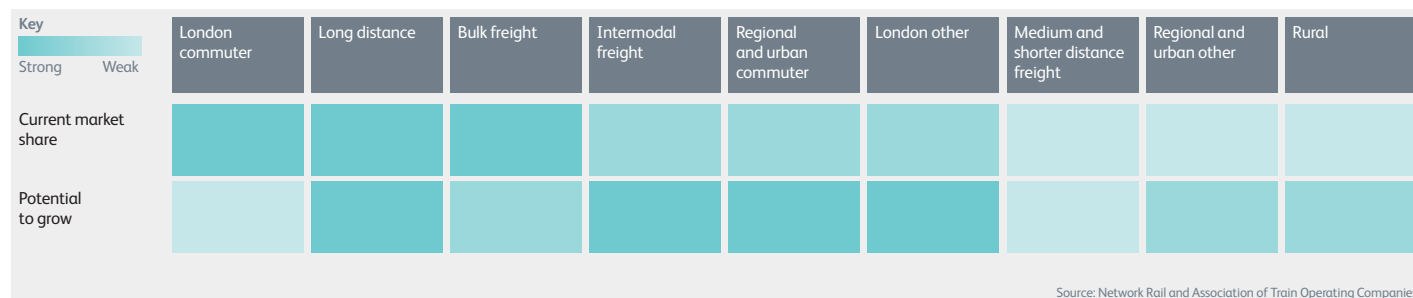 Key
Strong Weak
London
commuter
Long distance
Bulk freight
Intermodal
freight
Regional
and urban
commuter
London other
Medium and
shorter distance
freight
Regional and
urban other
Rural
Current market
share
Potential
to grow
Source: Network Rail and Association of Train Operating Companie